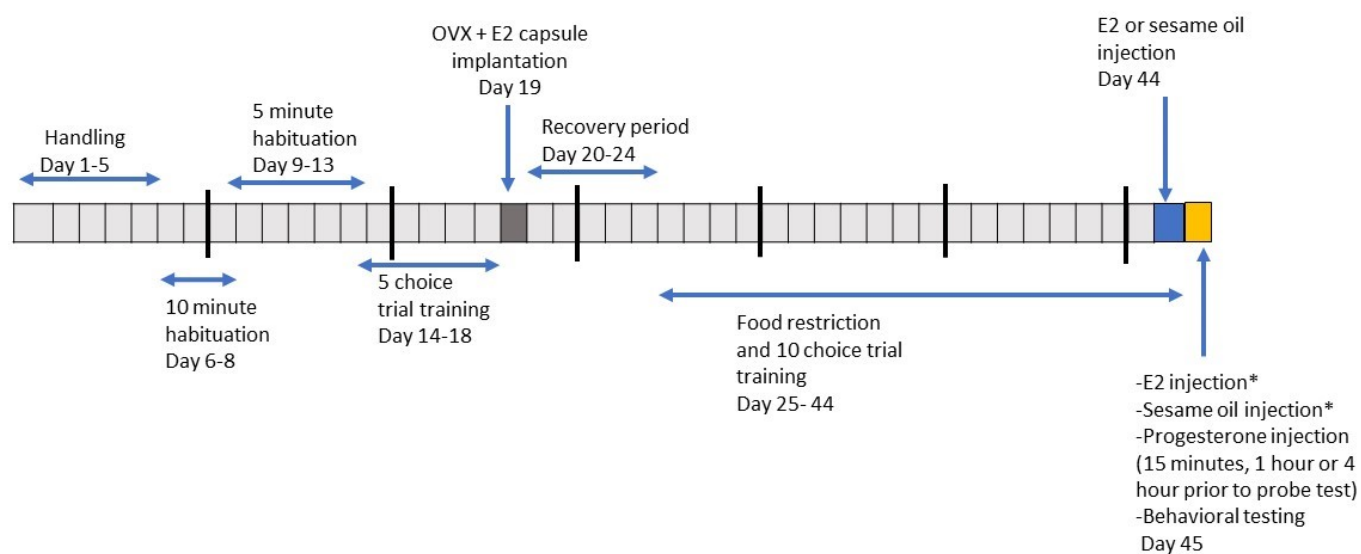 Handling
Day 1-5
10 minute
habituation
Day 6-8
5 minute
habituation
Day 9-13
5 choice
trial training
Day 14-18
OVX + E2 capsule
implantation
Day 19
Recovery period
Day 20-24
Food restriction
and 10 choice trial
training
Day 25- 44
E2 or sesame oil
injection
Day 44
-E2 injection*
-Sesame oil injection*
-Progesterone injection
(15 minutes, 1 hour or 4
hour prior to probe test)
-Behavioral testing
Day 45